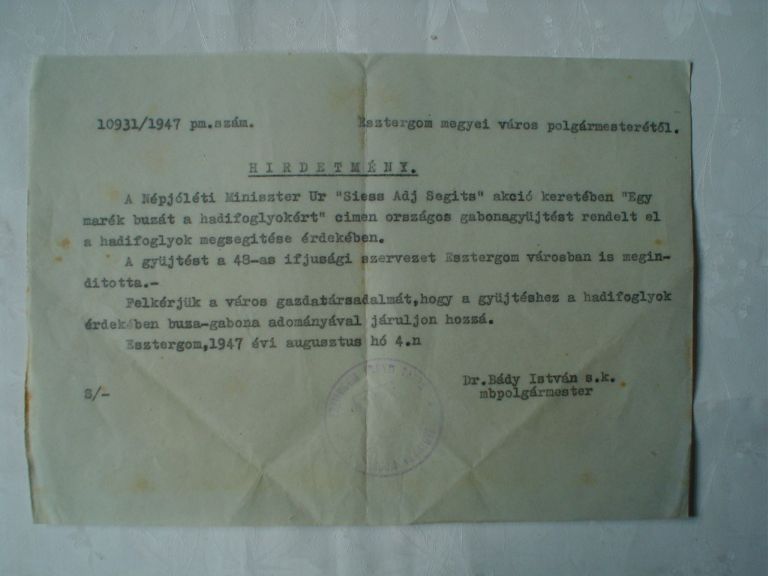 10931/1947 pm.szám. Esztergom megyei város polgármesterétől.
HIRDETMÉNY.
A Népjóléti Miniszter Ur "Siess Adj Segits" akció keretében "Egy
marék buzát a hadifoglyokért" cimen országos gabonagyüjtést rendelt el
a hadifoglyok megsegitése érdekében.
A gyüjtést a 48-as ifjusági szervezet Esztergom városban is megin-
ditotta.-
Felkérjük a város gazdatársadalmát,hogy a gyüjtéshez a hadifoglyok
érdekében buza-gabona adományával járuljon hozzá.
Esztergom,1947 évi augusztus hó 4.n
Dr.Bády István s.k.
S/- mbpolgármester